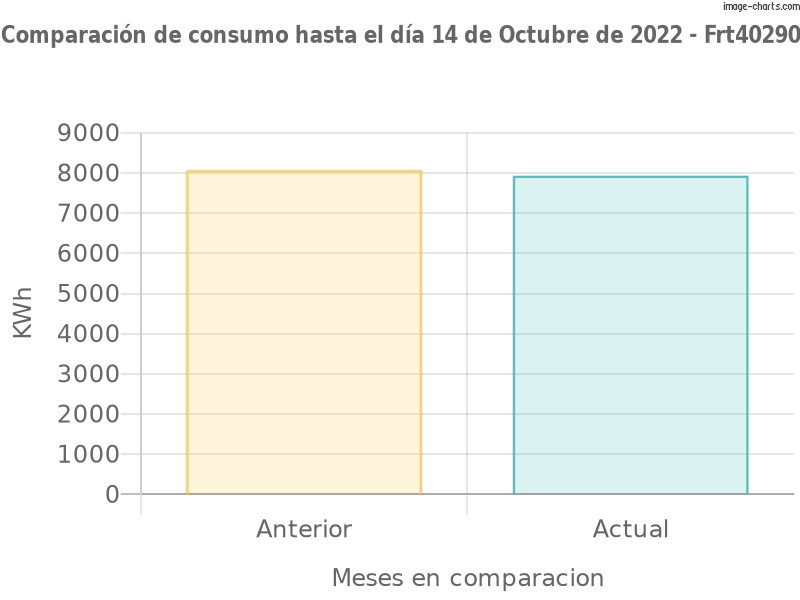 image-charts.com
Comparación de consumo hasta el día 14 de Octubre de 2022 - Frt40290
9000
8000
7000
6000
5000
4000
3000
2000
1000
0
KWh
Anterior
Actual
Meses en comparacion